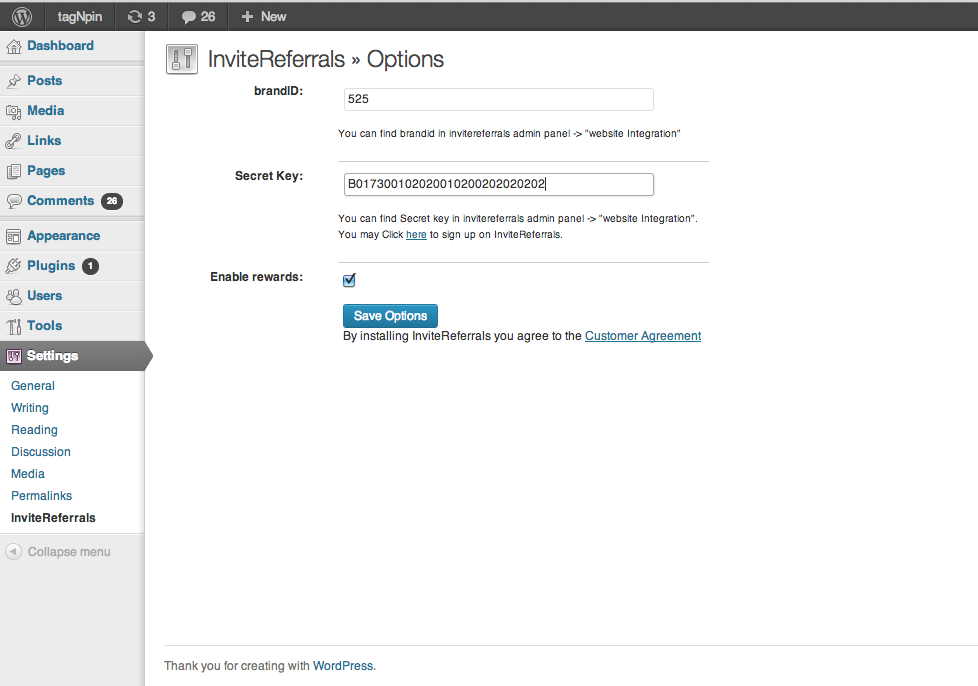 tagNpin 3 26 + New
Dashboard
Posts
Media
Links
Pages
Comments 26
Appearance
Plugins 1
Users
Tools
Settings
General
Writing
Reading
Discussion
Media
Permalinks
InviteReferrals
Collapse menu
InviteReferrals » Options
brandID: 525
You can find brandid in invitereferrals admin panel -> "website Integration"
Secret Key: B0173001020200102002020202​02
You can find Secret key in invitereferrals admin panel -> "website Integration".
You may Click here to sign up on InviteReferrals.
Enable rewards:
Save Options
By installing InviteReferrals you agree to the Customer Agreement
Thank you for creating with WordPress.